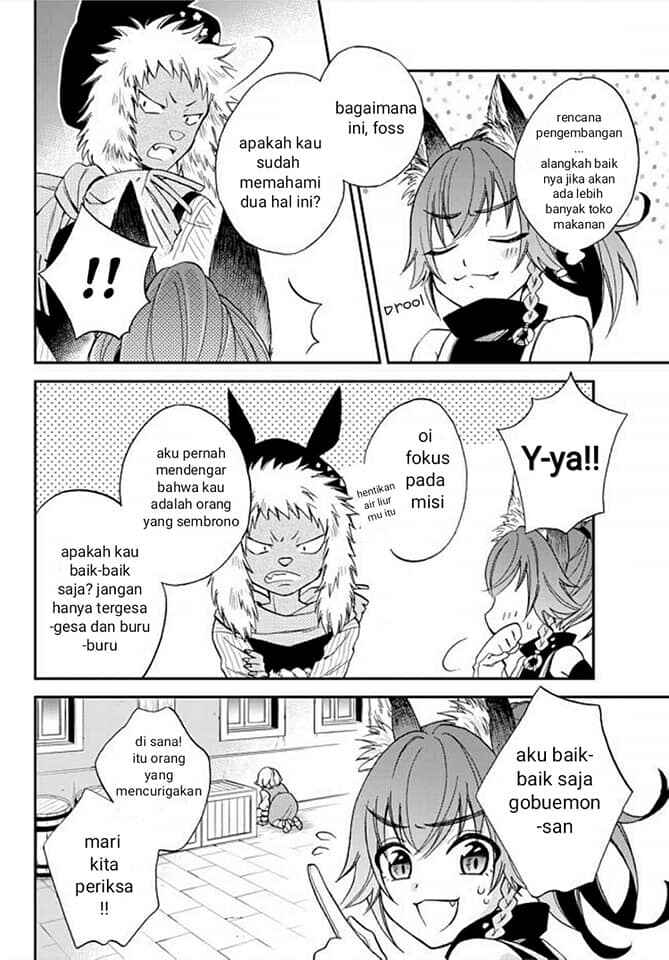 rencana
pengembangan
...
alangkah baik
nya jika akan
ada lebih
banyak toko
makanan
Drool
bagaimana
ini, foss
apakah kau
sudah
memahami
dua hal ini?
!!
Y-ya!!
oi
fokus
pada
misi
hentikan
air liur
mu itu
aku pernah
mendengar
bahwa kau
adalah orang
yang sembrono
apakah kau
baik-baik
saja? jangan
hanya tergesa
-gesa dan buru
-buru
aku baik-
baik saja
gobuemon
-san
di sana!
itu orang
yang
mencurigakan
mari
kita
periksa
!!